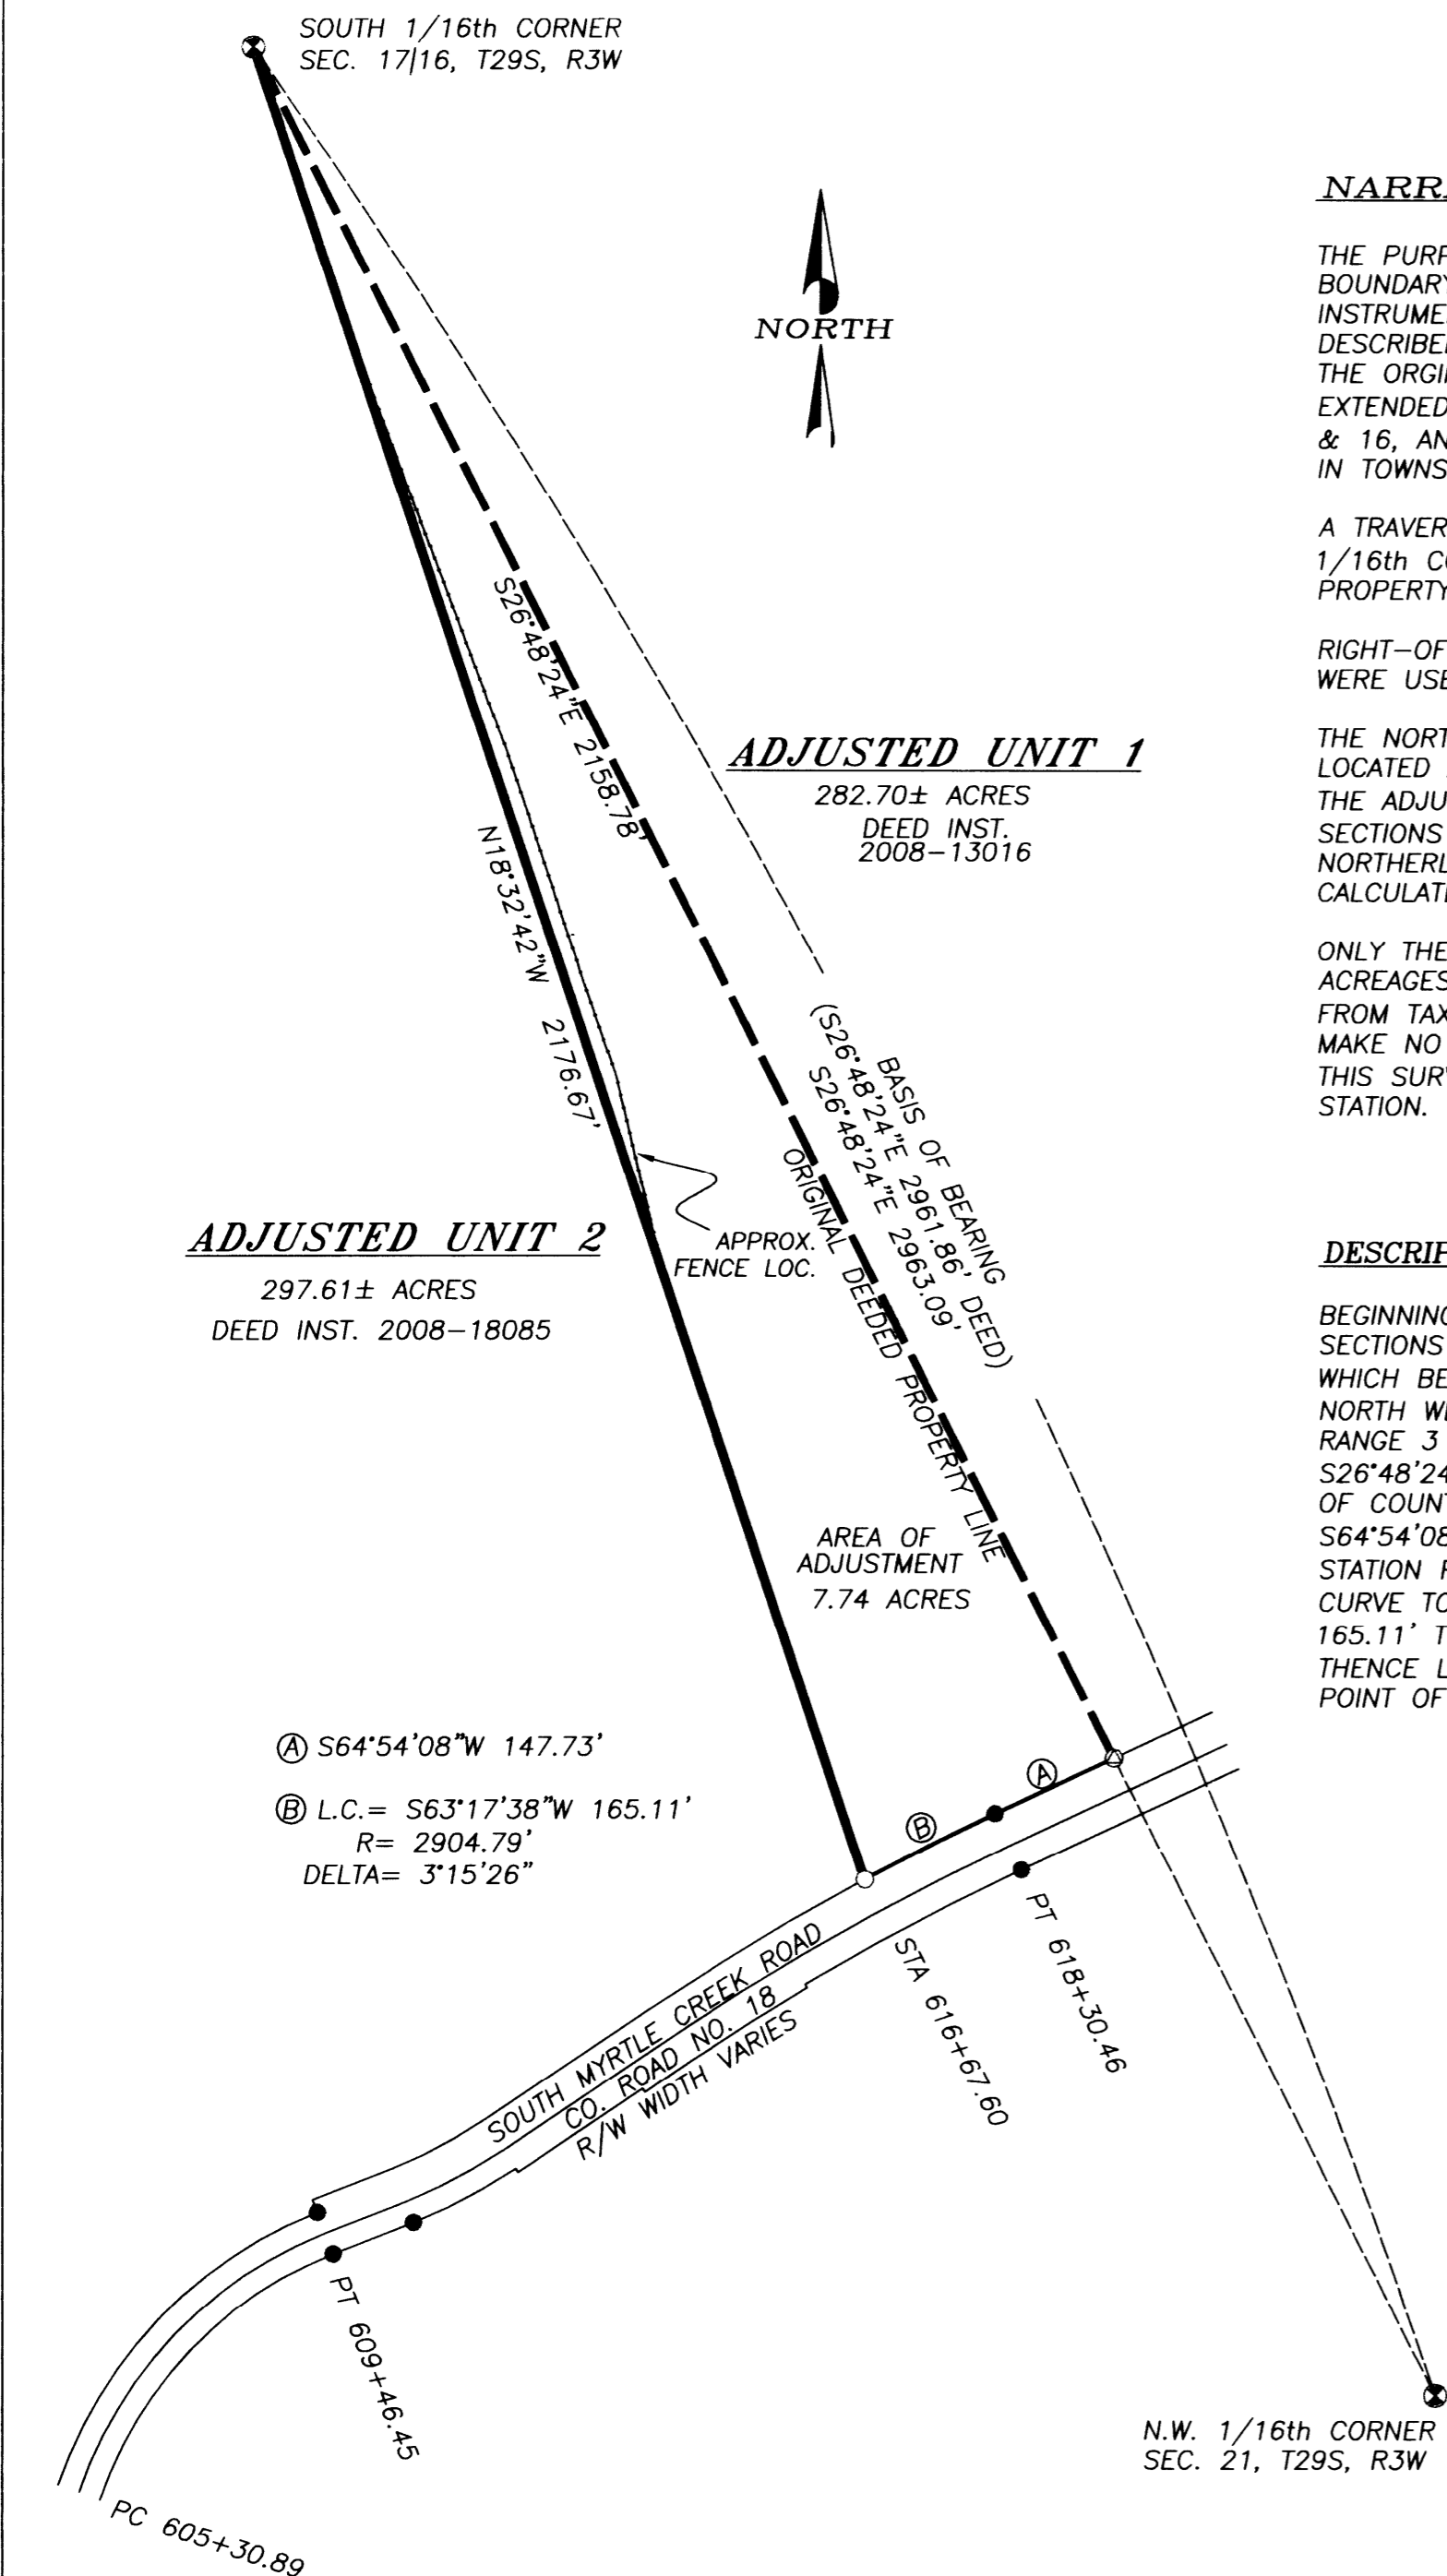 SOUTH 1/16th CORNER
SEC. 17|16, T29S, R3W
NORTH
S26°48'24"E 2158.78'
N18°32'42"W 2176.67'
ADJUSTED UNIT 1
282.70± ACRES
DEED INST.
2008-13016
BASIS OF BEARING
(S26°48'24"E 2961.86' DEED)
S26°48'24"E 2963.09'
ORIGINAL DEEDED PROPERTY LINE
APPROX.
FENCE LOC.
ADJUSTED UNIT 2
297.61± ACRES
DEED INST. 2008-18085
AREA OF
ADJUSTMENT
7.74 ACRES
Ⓐ S64°54'08"W 147.73'
Ⓑ L.C.= S63°17'38"W 165.11'
R= 2904.79'
DELTA= 3°15'26"
Ⓐ
Ⓑ
SOUTH MYRTLE CREEK ROAD
CO. ROAD NO. 18
R/W WIDTH VARIES
STA 616+67.60
PT 618+30.46
PT 609+46.45
PC 605+30.89
N.W. 1/16th CORNER
SEC. 21, T29S, R3W
NARR
THE PUR
BOUNDARY
INSTRUME
DESCRIBE
THE ORGI
EXTENDED
& 16, AN
IN TOWNS
A TRAVER
1/16th C
PROPERTY
RIGHT-OF
WERE USE
THE NORT
LOCATED
THE ADJU
SECTIONS
NORTHERL
CALCULAT
ONLY THE
ACREAGES
FROM TAX
MAKE NO
THIS SUR
STATION.
DESCRI
BEGINNING
SECTIONS
WHICH BE
NORTH W
RANGE 3
S26°48'24
OF COUN
S64°54'08
STATION
CURVE TO
165.11' T
THENCE L
POINT OF